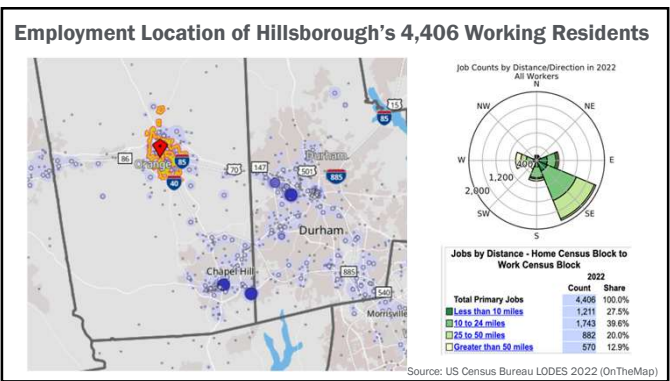 Employment Location of Hillsborough's 4,406 Working Residents
15
85
86
Orange
85
40
70
147
Durham
501
885
Durham
Chapel Hill
885
540
Morrisville
Job Counts by Distance/Direction in 2022
All Workers
N
NW
NE
W
E
400
1,200
2,000
SW
SE
S
Jobs by Distance - Home Census Block to
Work Census Block
2022
Count Share
Total Primary Jobs 4,406 100.0%
Less than 10 miles 1,211 27.5%
10 to 24 miles 1,743 39.6%
25 to 50 miles 882 20.0%
Greater than 50 miles 570 12.9%
Source: US Census Bureau LODES 2022 (OnTheMap)